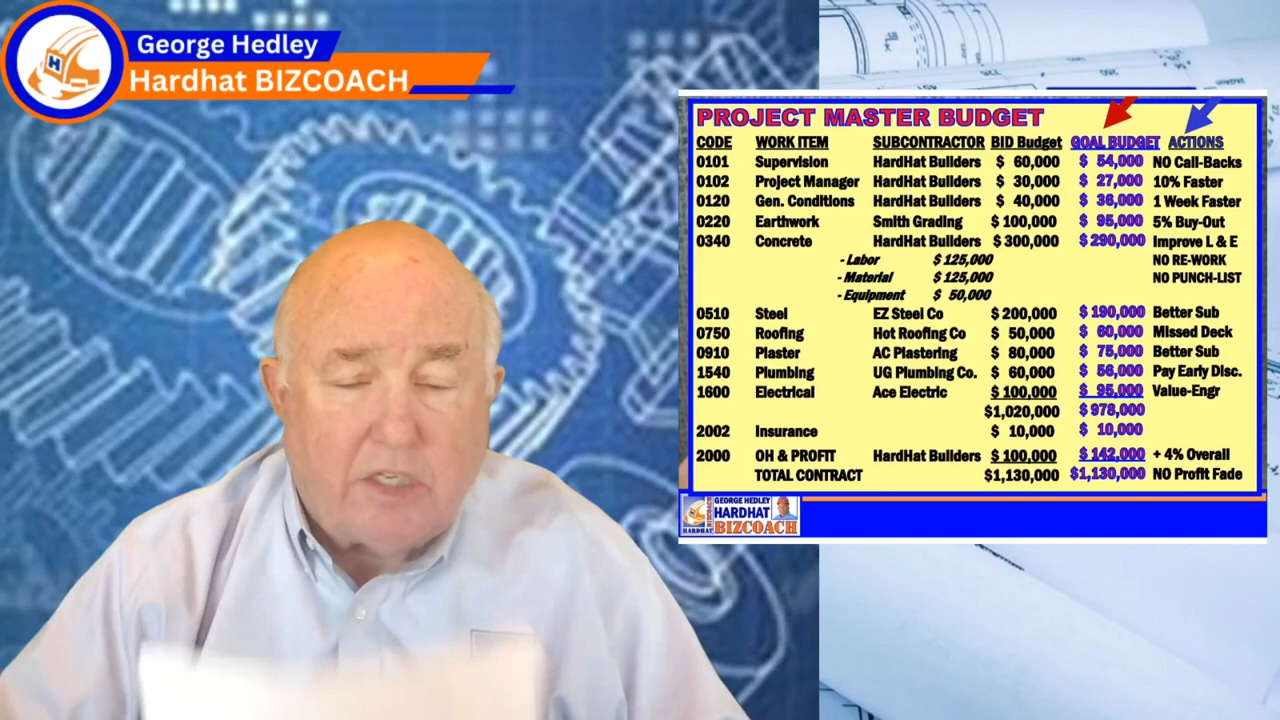 George Hedley
Hardhat BIZCOACH
PROJECT MASTER BUDGET
CODE WORK ITEM SUBCONTRACTOR BID Budget GOAL BUDGET ACTIONS
0101 Supervision HardHat Builders $ 60,000 $ 54,000 NO Call-Backs
0102 Project Manager HardHat Builders $ 30,000 $ 27,000 10% Faster
0120 Gen. Conditions HardHat Builders $ 40,000 $ 36,000 1 Week Faster
0220 Earthwork Smith Grading $ 100,000 $ 95,000 5% Buy-Out
0340 Concrete HardHat Builders $ 300,000 $ 290,000 Improve L & E
- Labor $ 125,000 NO RE-WORK
- Material $ 125,000 NO PUNCH-LIST
- Equipment $ 50,000
0510 Steel EZ Steel Co $ 200,000 $ 190,000 Better Sub
0750 Roofing Hot Roofing Co $ 50,000 $ 60,000 Missed Deck
0910 Plaster AC Plastering $ 80,000 $ 75,000 Better Sub
1540 Plumbing UG Plumbing Co. $ 60,000 $ 56,000 Pay Early Disc.
1600 Electrical Ace Electric $ 100,000 $ 95,000 Value-Engr
$1,020,000 $ 978,000
2002 Insurance $ 10,000 $ 10,000
2000 OH & PROFIT HardHat Builders $ 100,000 $ 142,000 + 4% Overall
TOTAL CONTRACT $1,130,000 $1,130,000 NO Profit Fade
GEORGE HEDLEY
HARDHAT
BIZCOACH